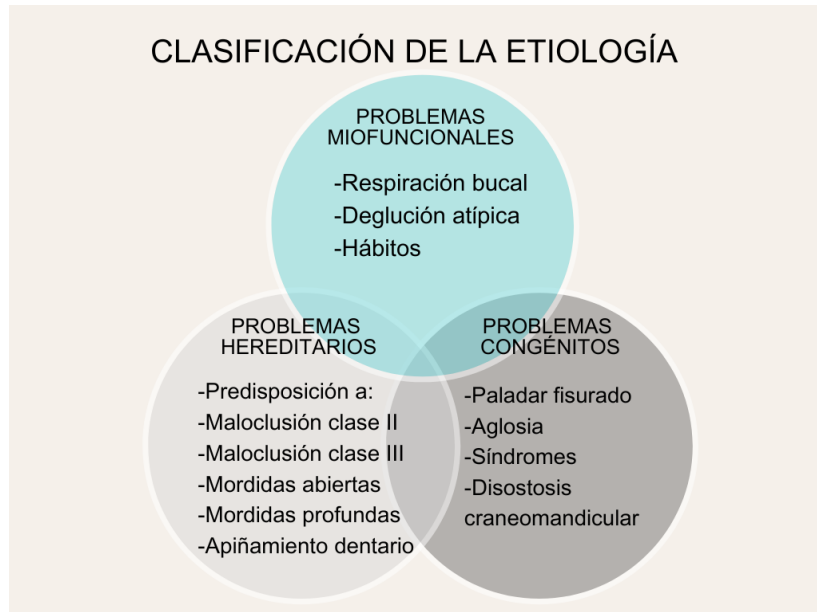 CLASIFICACIÓN DE LA ETIOLOGÍA
PROBLEMAS
MIOFUNCIONALES
-Respiración bucal
-Deglución atípica
-Hábitos
PROBLEMAS
HEREDITARIOS
-Predisposición a:
-Maloclusión clase II
-Maloclusión clase III
-Mordidas abiertas
-Mordidas profundas
-Apiñamiento dentario
PROBLEMAS
CONGÉNITOS
-Paladar fisurado
-Aglosia
-Síndromes
-Disostosis
craneomandicular